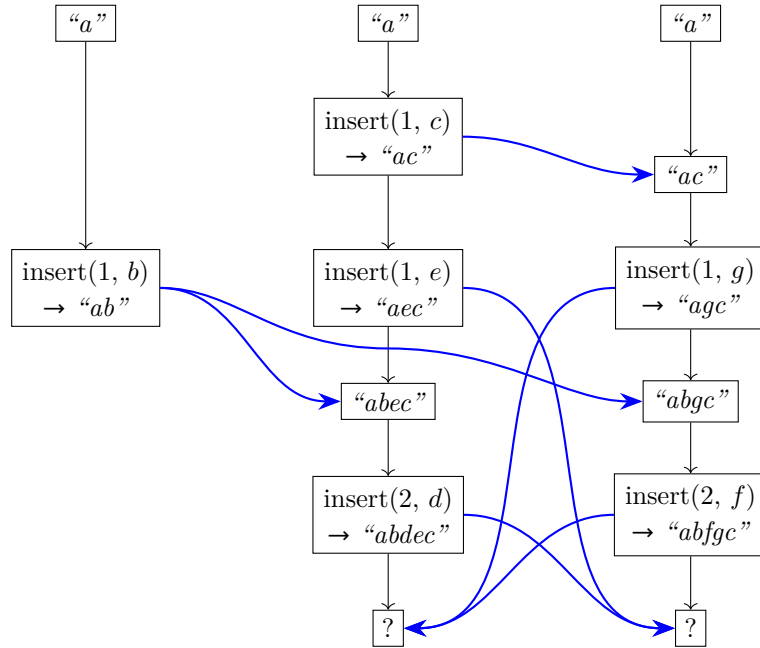 “a”
“a”
“a”
insert(1, c)
→ “ac”
“ac”
insert(1, b)
→ “ab”
insert(1, e)
→ “aec”
insert(1, g)
→ “agc”
“abec”
“abgc”
insert(2, d)
→ “abdec”
insert(2, f)
→ “abfgc”
?
?